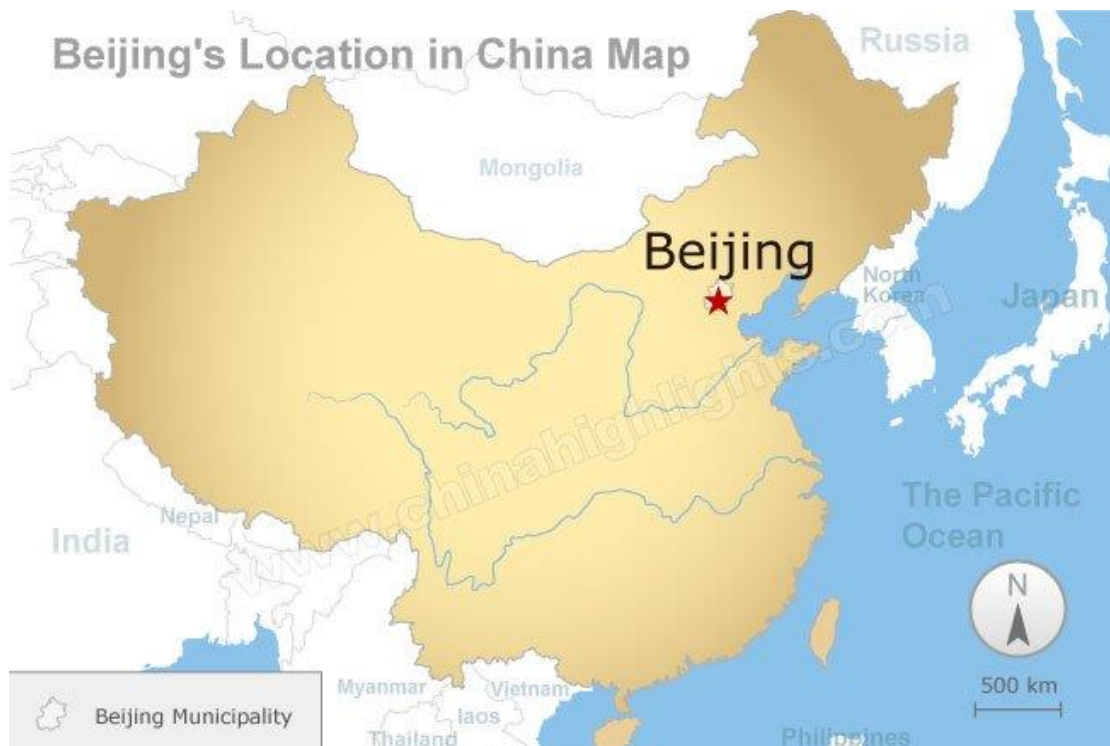 Beijing's Location in China Map
Russia
Mongolia
Beijing
North
Korea
Japan
www.chinahighlights.com
The Pacific
Ocean
Nepal
India
N
500 km
Myanmar
Vietnam
laos
Thailand
Philippines
Beijing Municipality